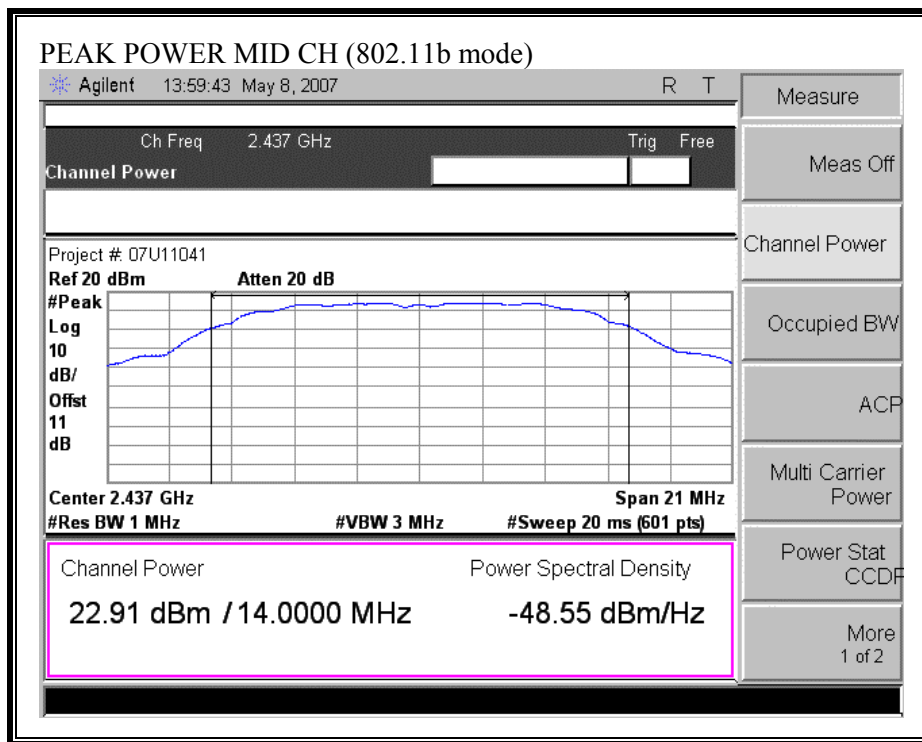 PEAK POWER MID CH (802.11b mode)
Agilent 13:59:43 May 8, 2007 R T
Ch Freq 2.437 GHz Trig Free
Channel Power
Project #: 07U11041
Ref 20 dBm Atten 20 dB
#Peak
Log
10
dB/
Offst
11
dB
Center 2.437 GHz Span 21 MHz
#Res BW 1 MHz #VBW 3 MHz #Sweep 20 ms (601 pts)
Channel Power Power Spectral Density
22.91 dBm / 14.0000 MHz -48.55 dBm/Hz
Measure
Meas Off
Channel Power
Occupied BW
ACP
Multi Carrier
Power
Power Stat
CCDF
More
1 of 2